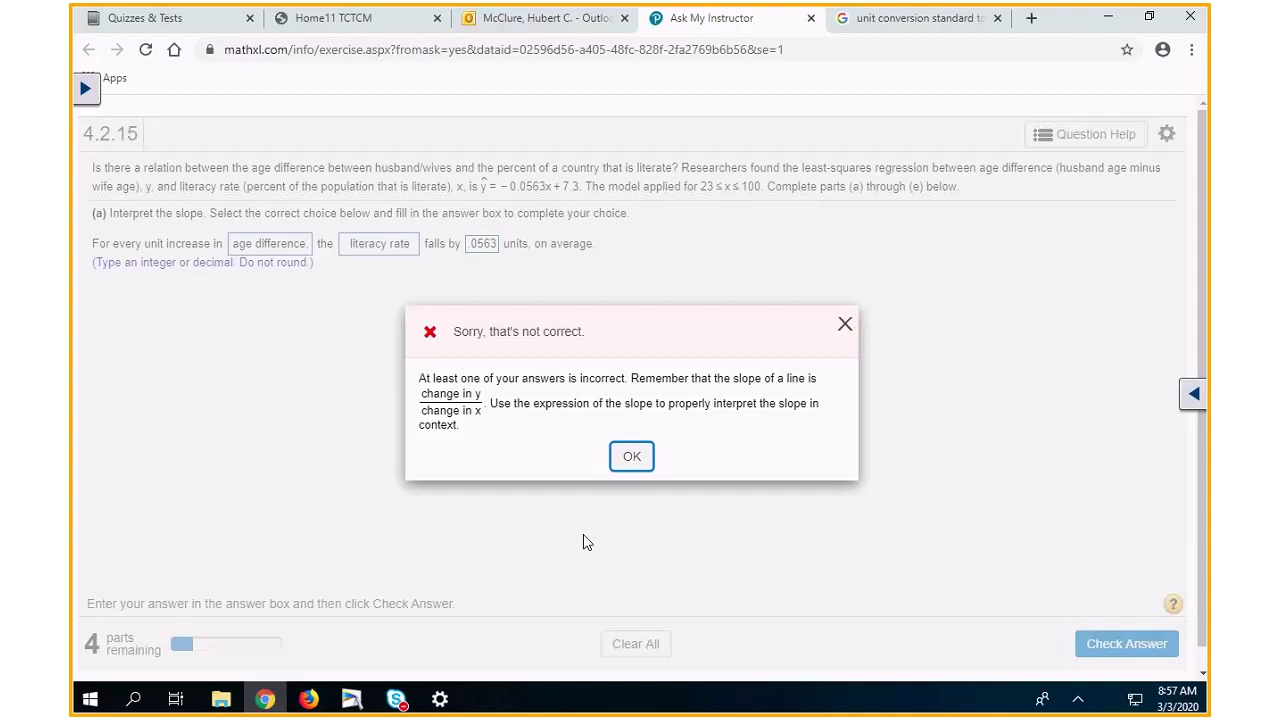 Quizzes & Tests
Home11 TCTCM
McClure, Hubert C. - Outlo
Ask My Instructor
unit conversion standard to
mathxl.com/info/exercise.aspx?fromask=yes&dataid=02596d56-a405-48fc-828f-2fa2769b6b56&se=1
Apps
4.2.15
Question Help
Is there a relation between the age difference between husband/wives and the percent of a country that is literate? Researchers found the least-squares regression between age difference (husband age minus
wife age), y, and literacy rate (percent of the population that is literate), x, is ŷ = − 0.0563x + 7.3. The model applied for 23 ≤ x ≤ 100. Complete parts (a) through (e) below.
(a) Interpret the slope. Select the correct choice below and fill in the answer box to complete your choice.
For every unit increase in age difference, the literacy rate falls by .0563 units, on average.
(Type an integer or decimal. Do not round.)
Sorry, that's not correct.
At least one of your answers is incorrect. Remember that the slope of a line is
change in y
change in x
. Use the expression of the slope to properly interpret the slope in
context.
OK
Enter your answer in the answer box and then click Check Answer.
?
4 parts
remaining
Clear All
Check Answer
8:57 AM
3/3/2020